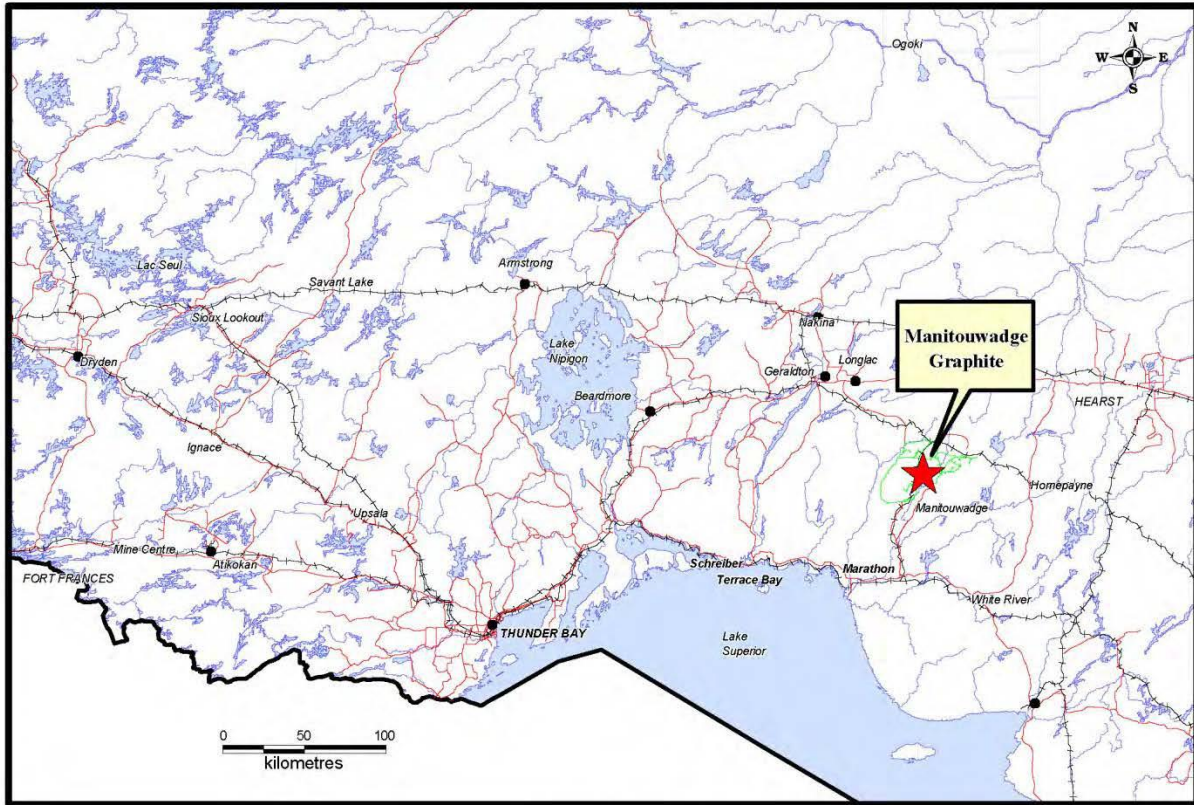 Ogoki
N
W E
S
Lac Seul
Armstrong
Savant Lake
Sioux Lookout
Nakina
Manitouwadge
Graphite
Lake
Nipigon
Dryden
Longlac
Geraldton
Beardmore
HEARST
Ignace
Homepayne
Manitouwadge
Upsala
Mine Centre
Atikokan
Schreiber
Marathon
FORT FRANCES
Terrace Bay
White River
THUNDER BAY
Lake
Superior
0 50 100
kilometres